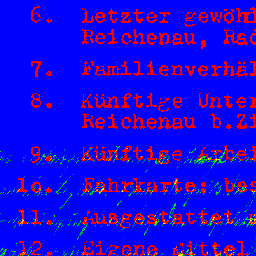 6. Letzter gewöh
Reichenau, Rad
7. Familienverhäl
8. Künftige Unter
Reichenau b.Zi
9. Künftige Arbei
10. Fahrkarte: bes
11. Ausgestattet
12. Eigene Mittel